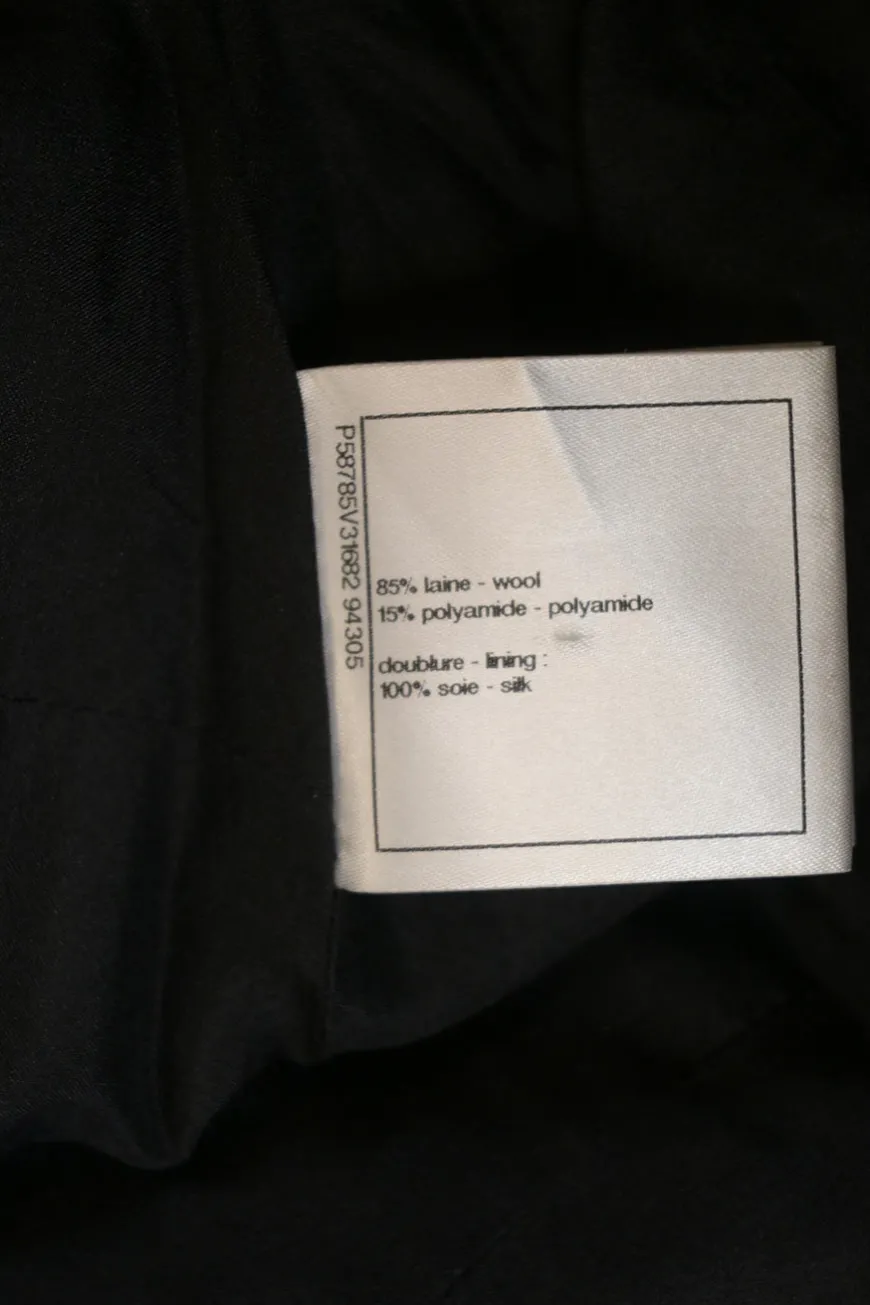 P58785V31682 94305
85% laine - wool
15% polyamide - polyamide
doublure - lining :
100% soie - silk